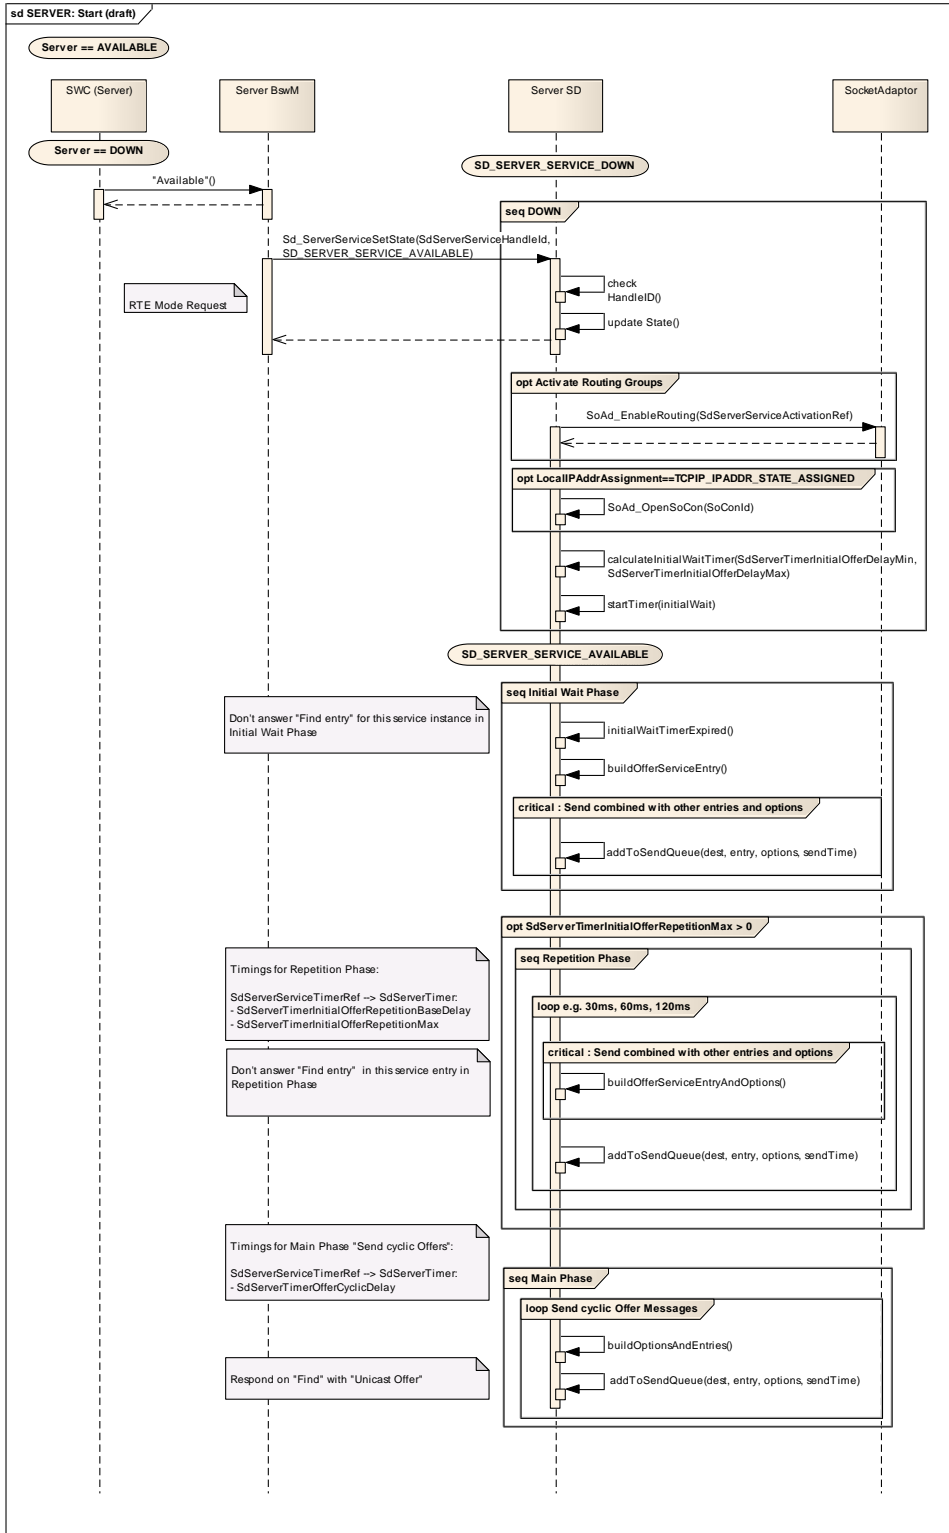 sd SERVER: Start (draft)
Server == AVAILABLE
SWC (Server)
Server BswM
Server SD
SocketAdaptor
Server == DOWN
SD_SERVER_SERVICE_DOWN
"Available"()
seq DOWN
Sd_ServerServiceSetState(SdServerServiceHandleId,
SD_SERVER_SERVICE_AVAILABLE)
check
HandleID()
RTE Mode Request
update State()
opt Activate Routing Groups
SoAd_EnableRouting(SdServerServiceActivationRef)
opt LocalIPAddrAssignment==TCPIP_IPADDR_STATE_ASSIGNED
SoAd_OpenSoCon(SoConId)
calculateInitialWaitTimer(SdServerTimerInitialOfferDelayMin,
SdServerTimerInitialOfferDelayMax)
startTimer(initialWait)
SD_SERVER_SERVICE_AVAILABLE
seq Initial Wait Phase
Don't answer "Find entry" for this service instance in
Initial Wait Phase
initialWaitTimerExpired()
buildOfferServiceEntry()
critical : Send combined with other entries and options
addToSendQueue(dest, entry, options, sendTime)
opt SdServerTimerInitialOfferRepetitionMax > 0
seq Repetition Phase
Timings for Repetition Phase:
SdServerServiceTimerRef --> SdServerTimer:
- SdServerTimerInitialOfferRepetitionBaseDelay
- SdServerTimerInitialOfferRepetitionMax
loop e.g. 30ms, 60ms, 120ms
critical : Send combined with other entries and options
Don't answer "Find entry"  in this service entry in
Repetition Phase
buildOfferServiceEntryAndOptions()
addToSendQueue(dest, entry, options, sendTime)
Timings for Main Phase "Send cyclic Offers":
SdServerServiceTimerRef --> SdServerTimer:
- SdServerTimerOfferCyclicDelay
seq Main Phase
loop Send cyclic Offer Messages
buildOptionsAndEntries()
Respond on "Find" with "Unicast Offer"
addToSendQueue(dest, entry, options, sendTime)